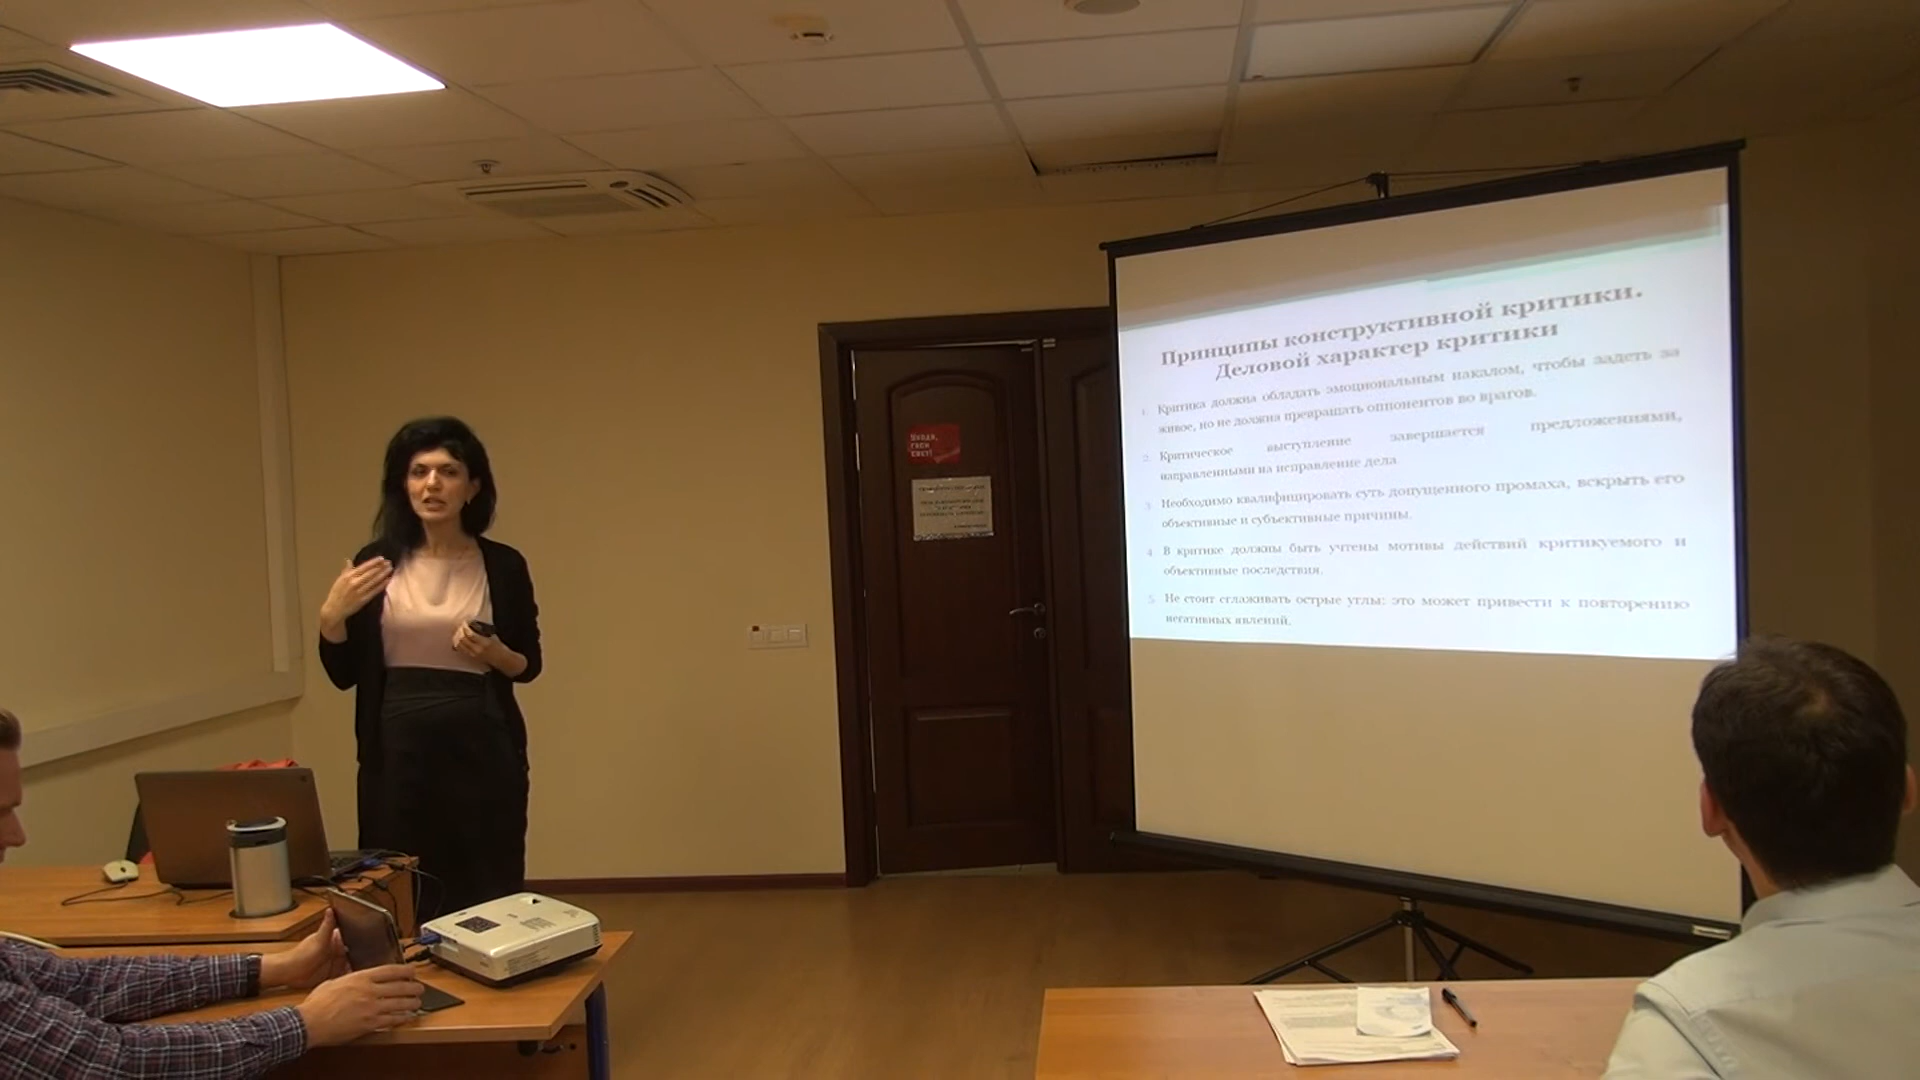 Уходя,
гаси
свет!
Принципы конструктивной критики.
Деловой характер критики
1. Критика должна обладать эмоциональным накалом, чтобы задеть за
живое, но не должна превращать оппонентов во врагов.
2. Критическое выступление завершается предложениями,
направленными на исправление дела
3. Необходимо квалифицировать суть допущенного промаха, вскрыть его
объективные и субъективные причины.
4. В критике должны быть учтены мотивы действий критикуемого и
объективные последствия.
5. Не стоит сглаживать острые углы: это может привести к повторению
негативных явлений.